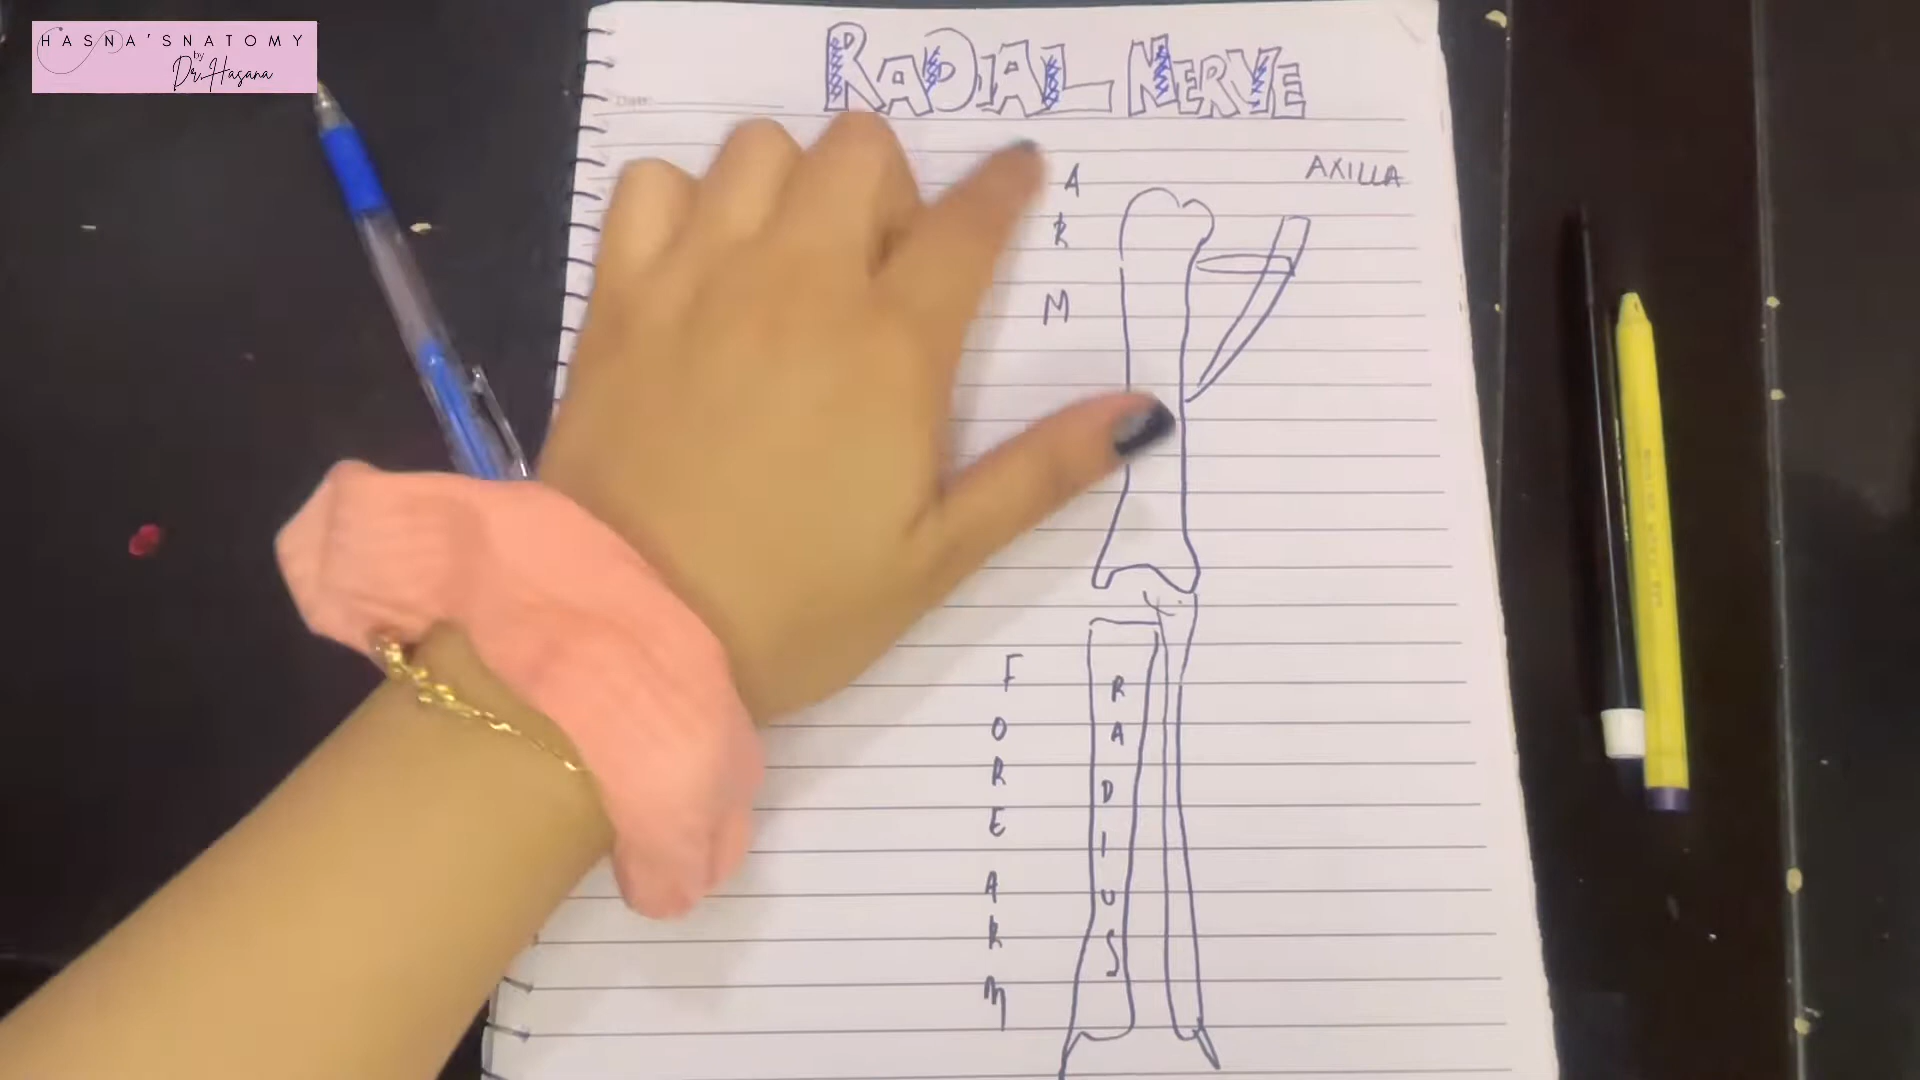 HASNA'SNATOMY
by
Dr.Hasana
RADIAL NERVE
AXILLA
A
R
M
F
O
R
E
A
R
M
R
A
D
I
U
S